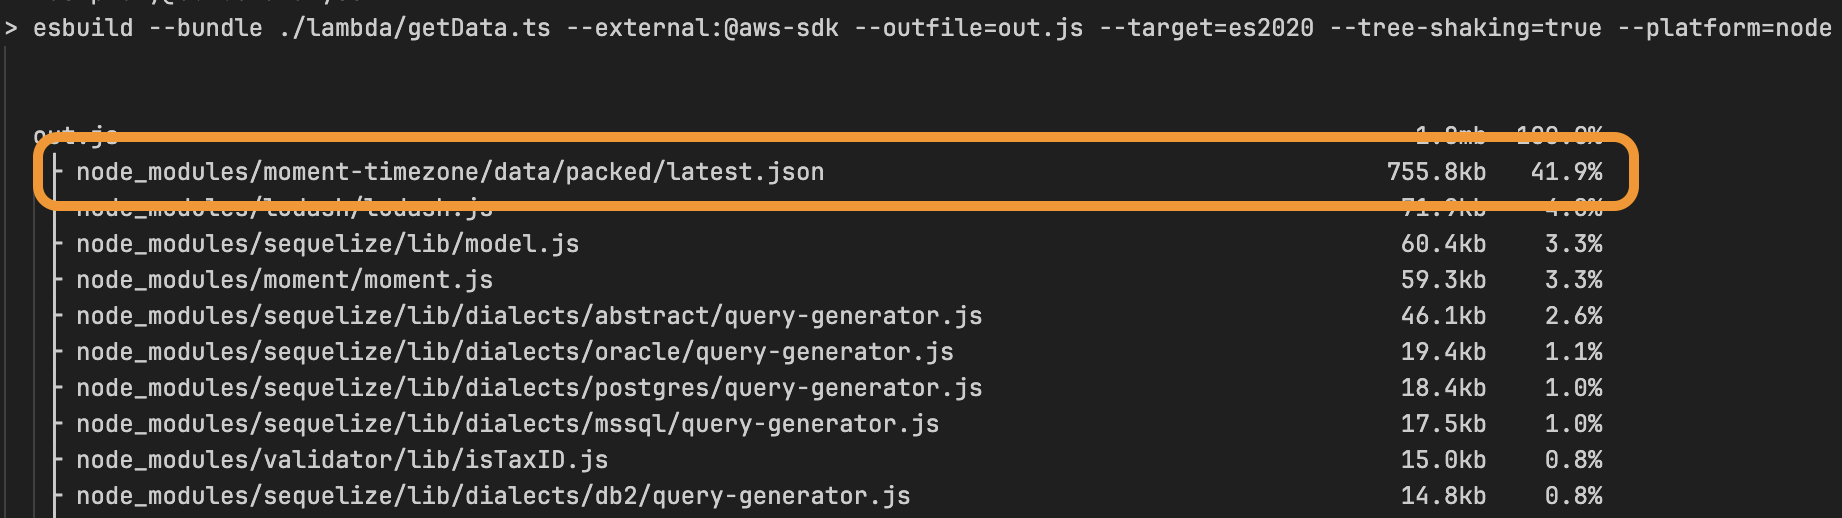 > esbuild --bundle ./lambda/getData.ts --external:@aws-sdk --outfile=out.js --target=es2020 --tree-shaking=true --platform=node
out.js 100.0%
node_modules/moment-timezone/data/packed/latest.json 755.8kb 41.9%
node_modules/lodash/lodash.js 71.9kb 4.0%
node_modules/sequelize/lib/model.js 60.4kb 3.3%
node_modules/moment/moment.js 59.3kb 3.3%
node_modules/sequelize/lib/dialects/abstract/query-generator.js 46.1kb 2.6%
node_modules/sequelize/lib/dialects/oracle/query-generator.js 19.4kb 1.1%
node_modules/sequelize/lib/dialects/postgres/query-generator.js 18.4kb 1.0%
node_modules/sequelize/lib/dialects/mssql/query-generator.js 17.5kb 1.0%
node_modules/validator/lib/isTaxID.js 15.0kb 0.8%
node_modules/sequelize/lib/dialects/db2/query-generator.js 14.8kb 0.8%